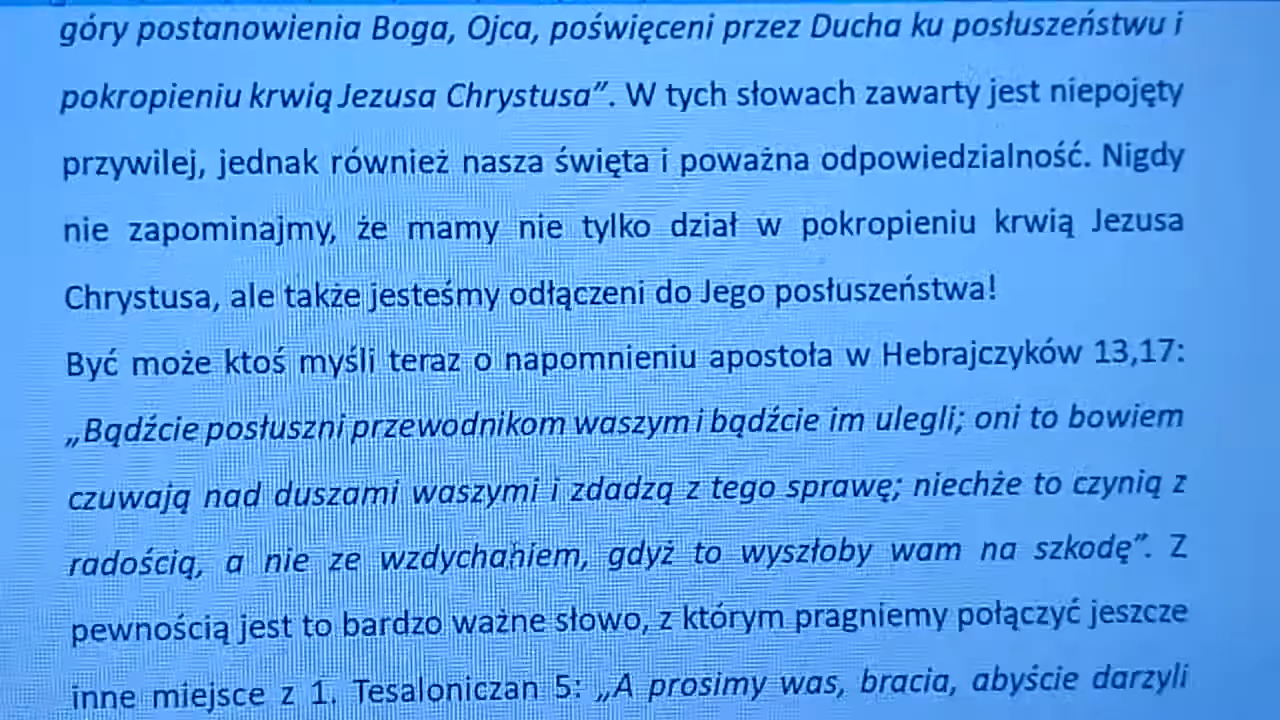 góry postanowienia Boga, Ojca, poświęceni przez Ducha ku posłuszeństwu i
pokropieniu krwią Jezusa Chrystusa”. W tych słowach zawarty jest niepojęty
przywilej, jednak również nasza święta i poważna odpowiedzialność. Nigdy
nie zapominajmy, że mamy nie tylko dział w pokropieniu krwią Jezusa
Chrystusa, ale także jesteśmy odłączeni do Jego posłuszeństwa!
Być może ktoś myśli teraz o napomnieniu apostoła w Hebrajczyków 13,17:
„Bądźcie posłuszni przewodnikom waszym i bądźcie im ulegli; oni to bowiem
czuwają nad duszami waszymi i zdadzą z tego sprawę; niechże to czynią z
radością, a nie ze wzdychaniem, gdyż to wyszłoby wam na szkodę”. Z
pewnością jest to bardzo ważne słowo, z którym pragniemy połączyć jeszcze
inne miejsce z 1. Tesaloniczan 5: „A prosimy was, bracia, abyście darzyli